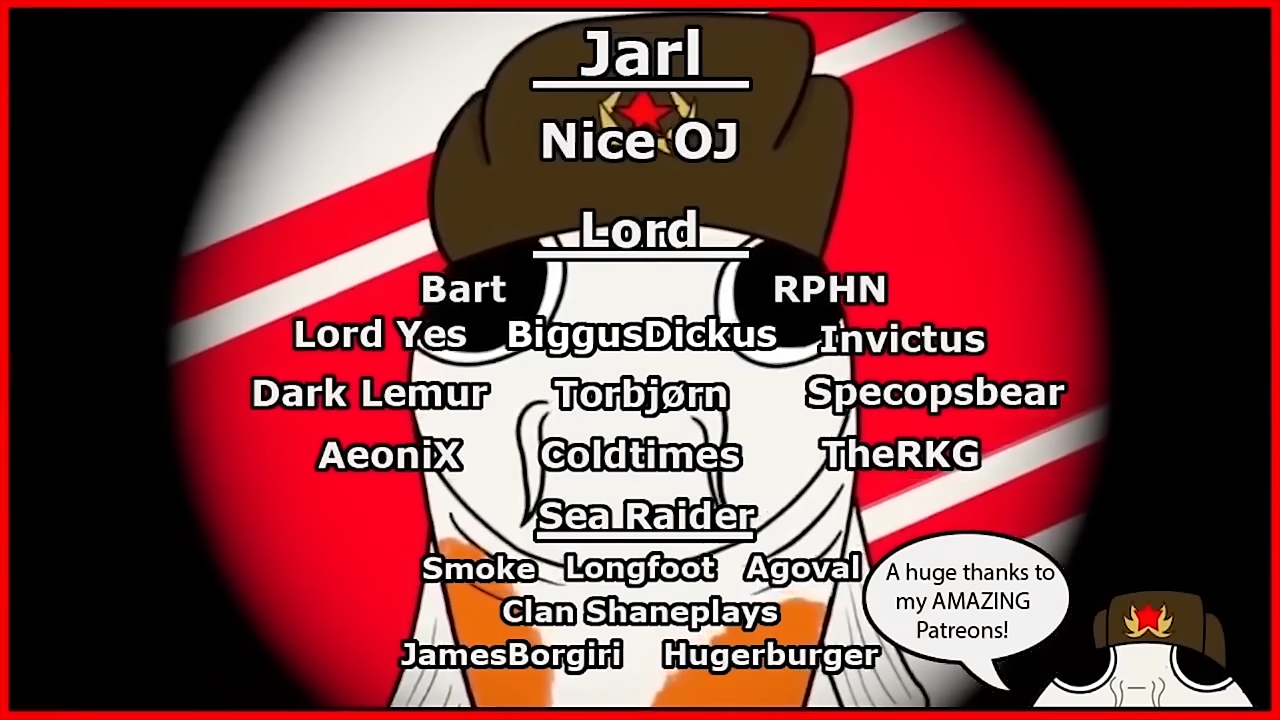 Jarl
Nice OJ
Lord
Bart RPHN
Lord Yes BiggusDickus Invictus
Dark Lemur Torbjørn Specopsbear
AeoniX Coldtimes TheRKG
Sea Raider
Smoke Longfoot Agoval
Clan Shaneplays
JamesBorgiri Hugerburger
A huge thanks to
my AMAZING
Patreons!